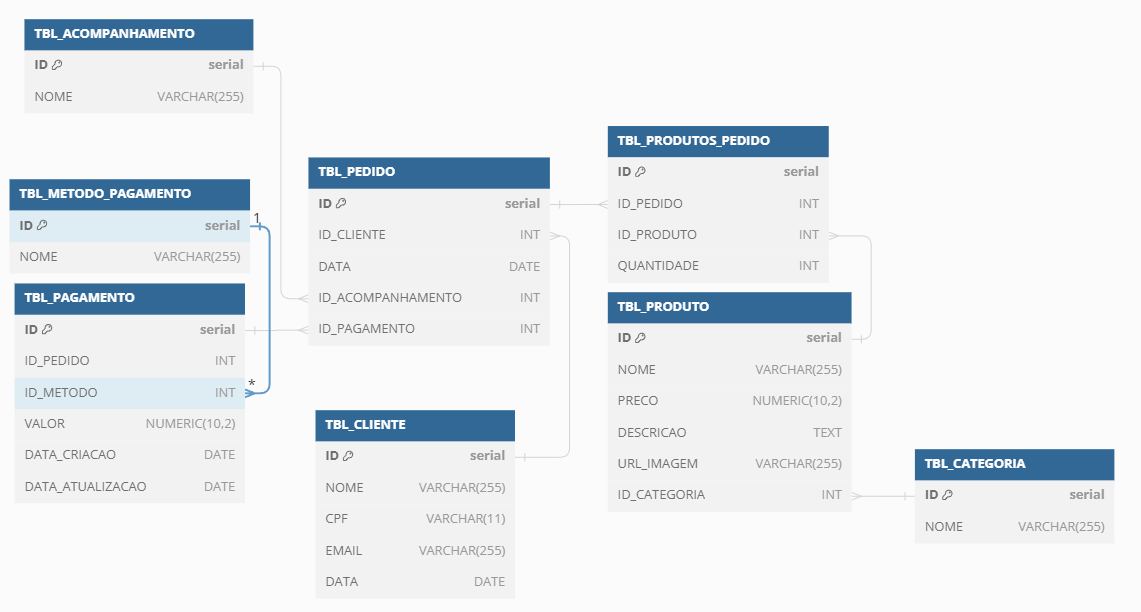 TBL_ACOMPANHAMENTO
ID serial
NOME VARCHAR(255)
TBL_METODO_PAGAMENTO
ID serial
NOME VARCHAR(255)
1
TBL_PAGAMENTO
ID serial
ID_PEDIDO INT
ID_METODO INT
*
VALOR NUMERIC(10,2)
DATA_CRIACAO DATE
DATA_ATUALIZACAO DATE
TBL_PEDIDO
ID serial
ID_CLIENTE INT
DATA DATE
ID_ACOMPANHAMENTO INT
ID_PAGAMENTO INT
TBL_CLIENTE
ID serial
NOME VARCHAR(255)
CPF VARCHAR(11)
EMAIL VARCHAR(255)
DATA DATE
TBL_PRODUTOS_PEDIDO
ID serial
ID_PEDIDO INT
ID_PRODUTO INT
QUANTIDADE INT
TBL_PRODUTO
ID serial
NOME VARCHAR(255)
PRECO NUMERIC(10,2)
DESCRICAO TEXT
URL_IMAGEM VARCHAR(255)
ID_CATEGORIA INT
TBL_CATEGORIA
ID serial
NOME VARCHAR(255)